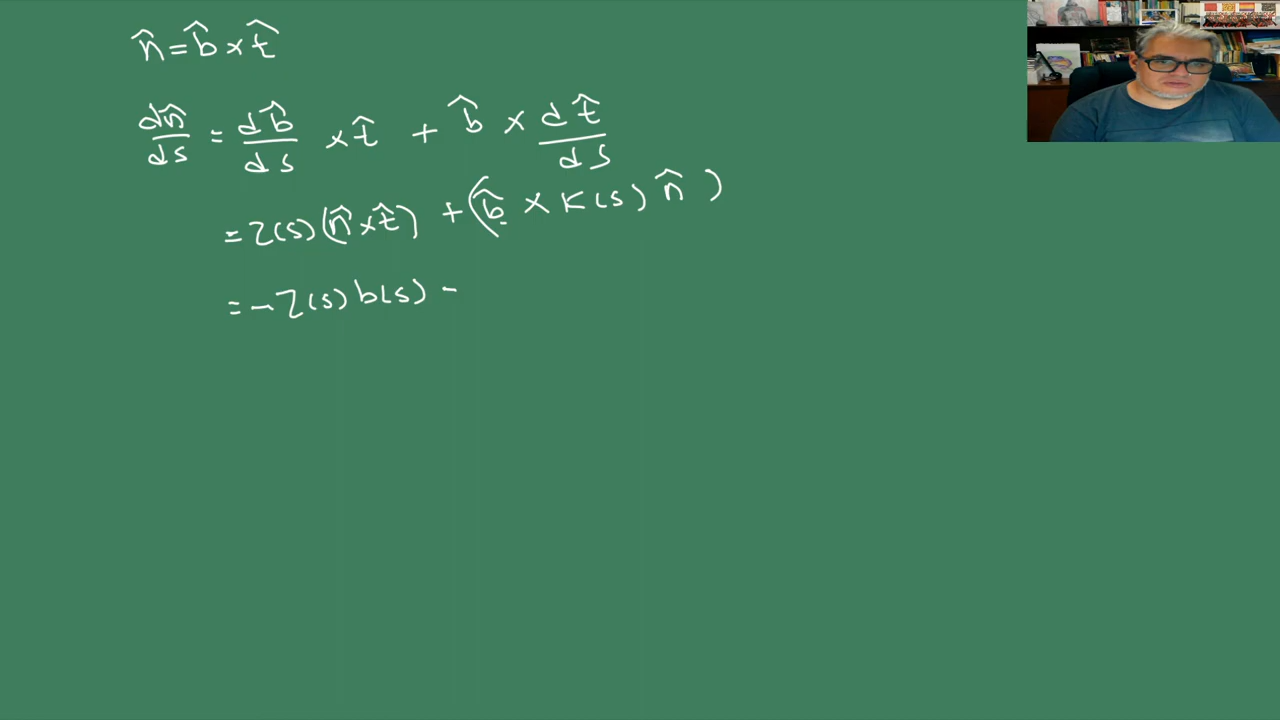 n̂ = b̂ × t̂
dn̂/ds = db̂/ds × t̂ + b̂ × dt̂/ds
= τ(s) (n̂ × t̂) + (b̂ × K(s) n̂)
= -τ(s) b(s) -